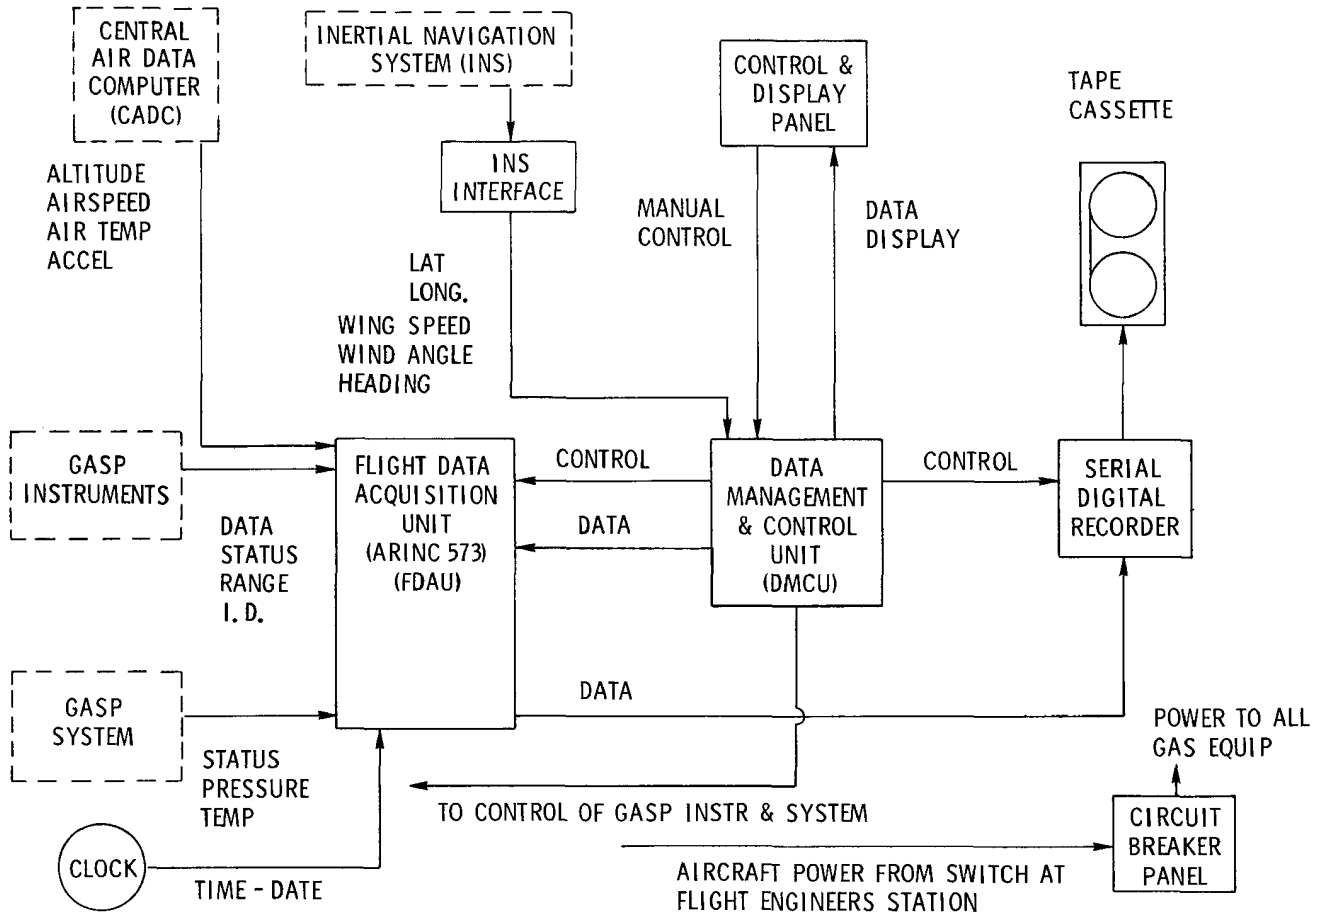 CENTRAL
AIR DATA
COMPUTER
(CADC)
INERTIAL NAVIGATION
SYSTEM (INS)
CONTROL &
DISPLAY
PANEL
TAPE
CASSETTE
INS
INTERFACE
ALTITUDE
AIRSPEED
AIR TEMP
ACCEL
MANUAL
CONTROL
DATA
DISPLAY
LAT
LONG.
WING SPEED
WIND ANGLE
HEADING
GASP
INSTRUMENTS
FLIGHT DATA
ACQUISITION
UNIT
(ARINC 573)
(FDAU)
CONTROL
DATA
DATA
MANAGEMENT
& CONTROL
UNIT
(DMCU)
CONTROL
SERIAL
DIGITAL
RECORDER
DATA
STATUS
RANGE
I.D.
GASP
SYSTEM
DATA
STATUS
PRESSURE
TEMP
POWER TO ALL
GAS EQUIP
TO CONTROL OF GASP INSTR & SYSTEM
CIRCUIT
BREAKER
PANEL
CLOCK
TIME - DATE
AIRCRAFT POWER FROM SWITCH AT
FLIGHT ENGINEERS STATION